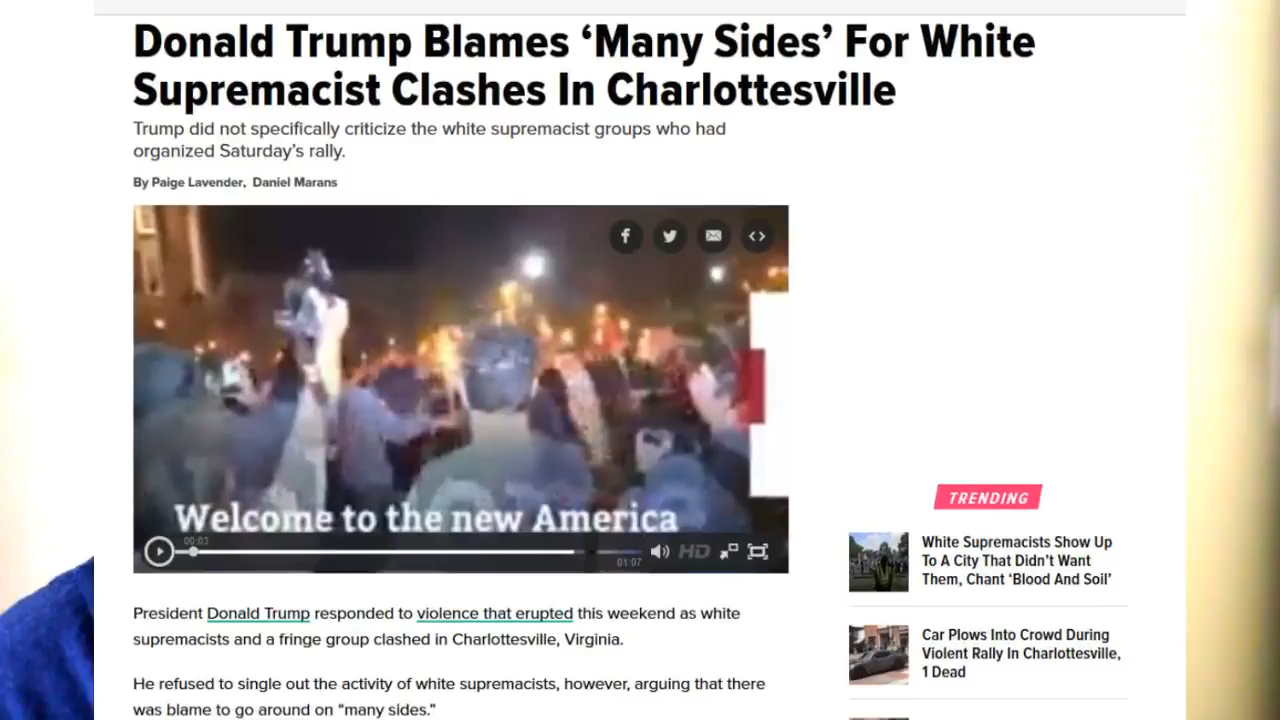 Donald Trump Blames ‘Many Sides’ For White
Supremacist Clashes In Charlottesville
Trump did not specifically criticize the white supremacist groups who had
organized Saturday’s rally.
By Paige Lavender, Daniel Marans
Welcome to the new America
00:03
HD
01:07
President Donald Trump responded to violence that erupted this weekend as white
supremacists and a fringe group clashed in Charlottesville, Virginia.
He refused to single out the activity of white supremacists, however, arguing that there
was blame to go around on “many sides.”
TRENDING
White Supremacists Show Up
To A City That Didn’t Want
Them, Chant ‘Blood And Soil’
Car Plows Into Crowd During
Violent Rally In Charlottesville,
1 Dead